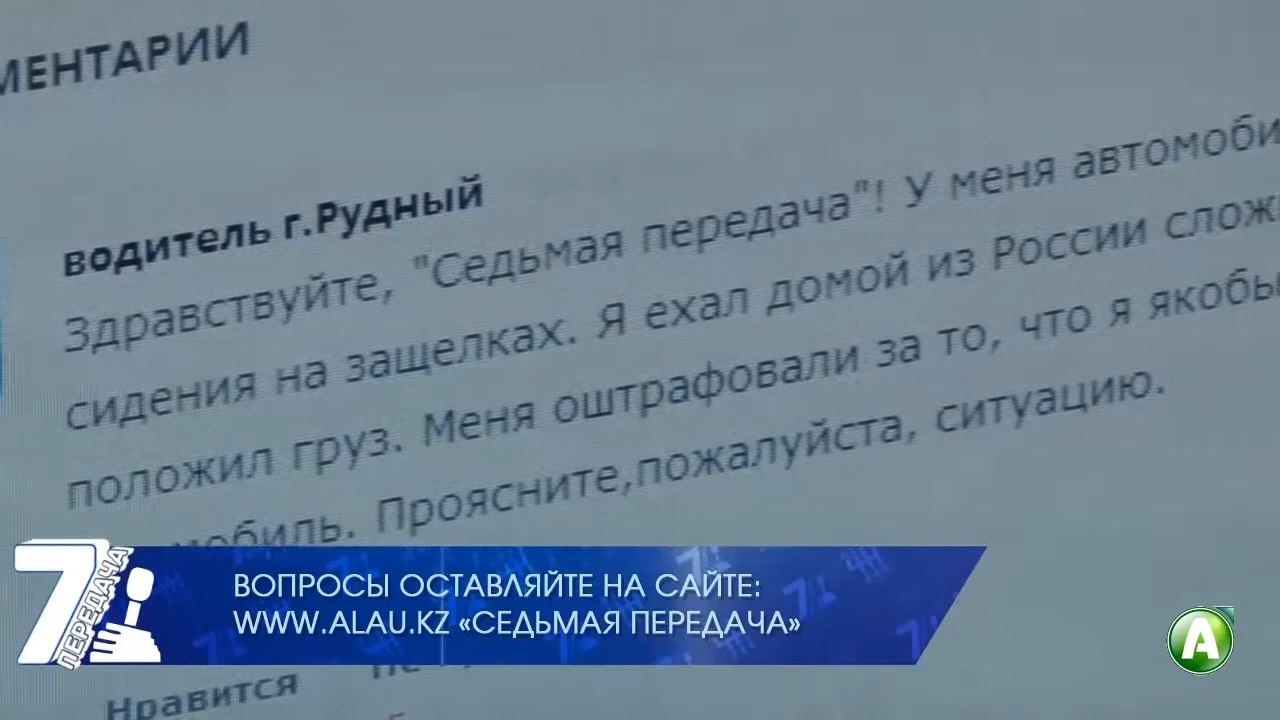 МЕНТАРИИ
водитель г.Рудный
Здравствуйте, "Седьмая передача"! У меня автомоби
сидения на защелках. Я ехал домой из России слож
положил груз. Меня оштрафовали за то, что я якобы
мобиль. Проясните,пожалуйста, ситуацию.
7 ПЕРЕДАЧА
ВОПРОСЫ ОСТАВЛЯЙТЕ НА САЙТЕ:
WWW.ALAU.KZ «СЕДЬМАЯ ПЕРЕДАЧА»
А
Нравится